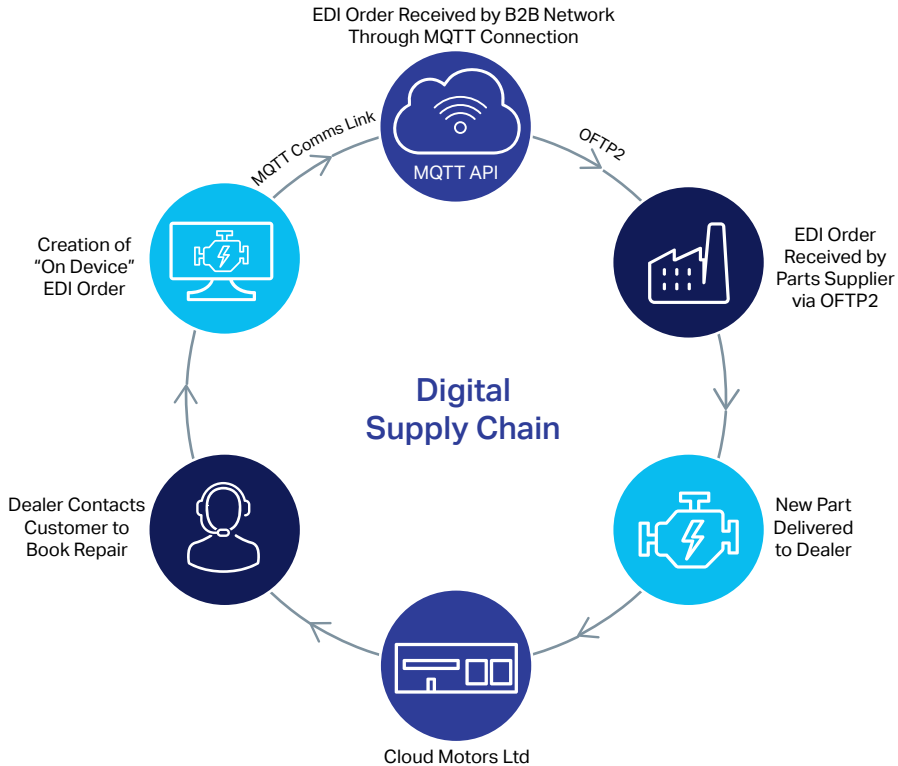 EDI Order Received by B2B Network
Through MQTT Connection
MQTT Comms Link
MQTT API
OFTP2
Creation of
“On Device”
EDI Order
EDI Order
Received by
Parts Supplier
via OFTP2
Digital
Supply Chain
Dealer Contacts
Customer to
Book Repair
New Part
Delivered
to Dealer
Cloud Motors Ltd